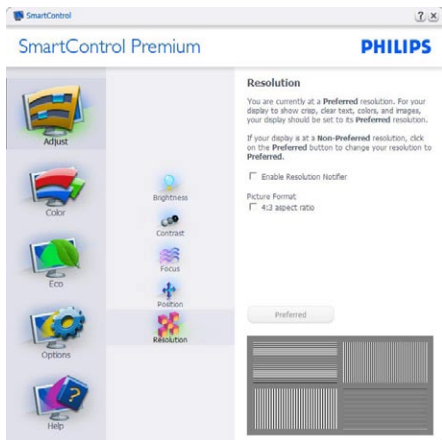 SmartControl
SmartControl Premium
PHILIPS
Adjust
Color
Eco
Options
Help
Brightness
Contrast
Focus
Position
Resolution
Resolution
You are currently at a Preferred resolution. For your
display to show crisp, clear text, colors, and images,
your display should be set to its Preferred resolution.
If your display is at a Non-Preferred resolution, click
on the Preferred button to change your resolution to
Preferred.
Enable Resolution Notifier
Picture Format
4:3 aspect ratio
Preferred